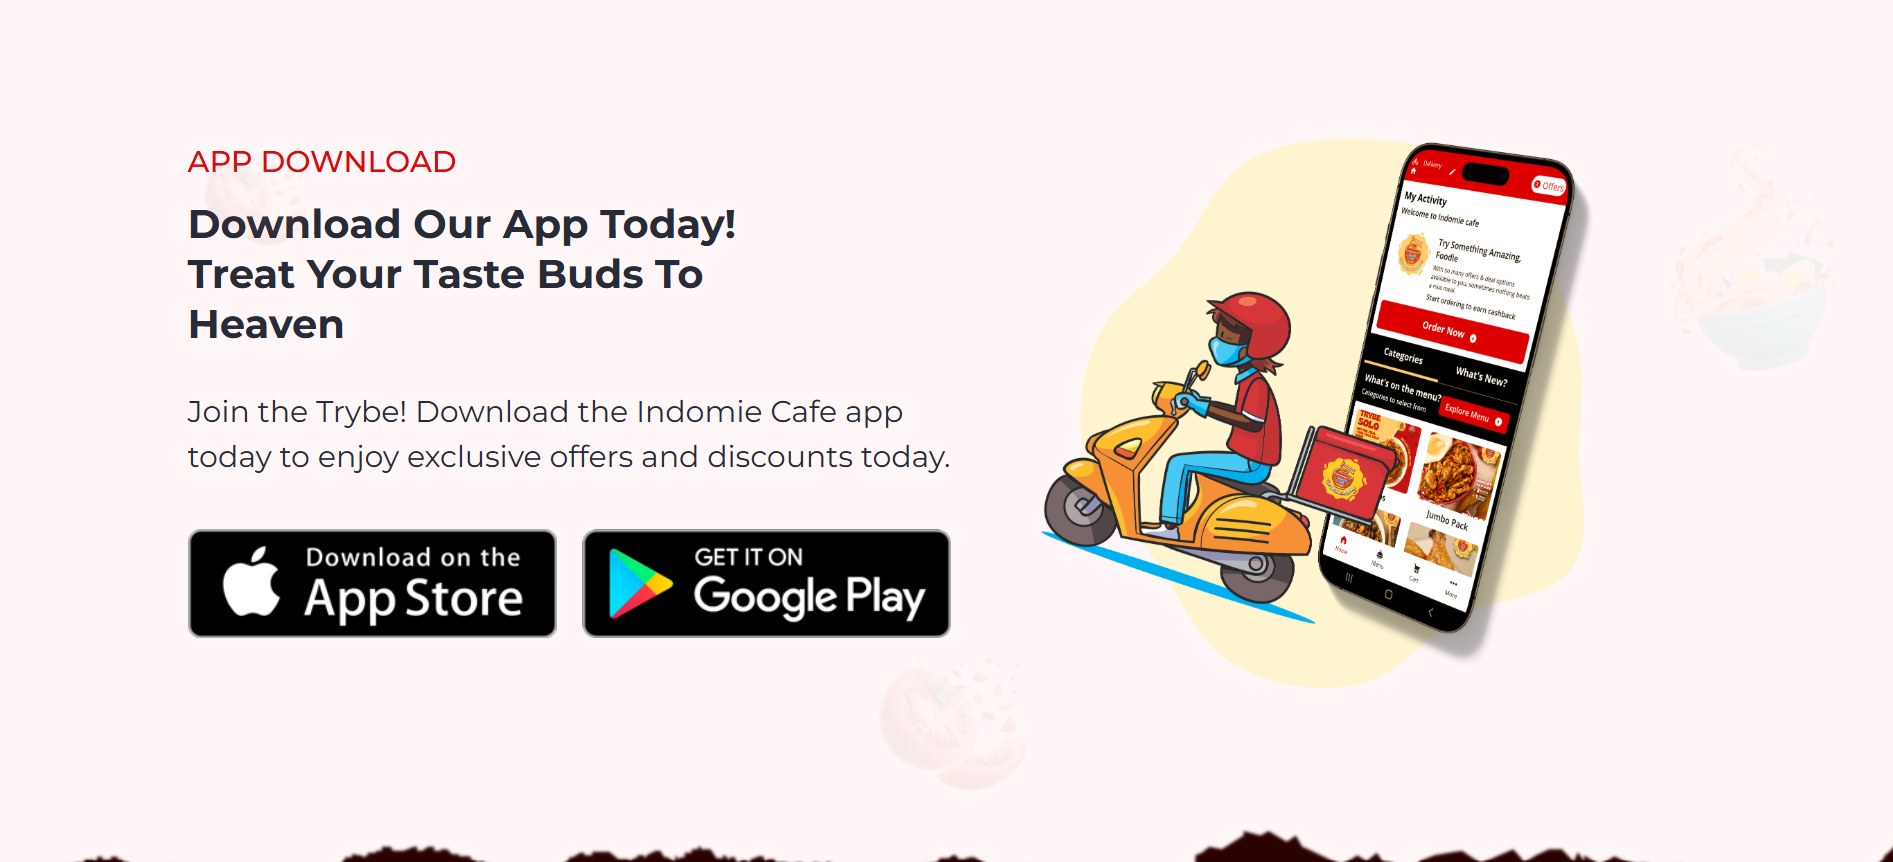 APP DOWNLOAD
Download Our App Today!
Treat Your Taste Buds To
Heaven
Join the Trybe! Download the Indomie Cafe app
today to enjoy exclusive offers and discounts today.
Download on the
App Store
GET IT ON
Google Play
Delivery
Offers
My Activity
Welcome to Indomie cafe
Try Something Amazing,
Foodie
With so many offers & deal options
available to you, sometimes nothing beats
a nice meal.
Start ordering to earn cashback
Order Now
Categories
What's New?
What's on the menu?
Categories to select from
Explore Menu
TRYBE
SOLO
Jumbo Pack
Home
Menu
Cart
More